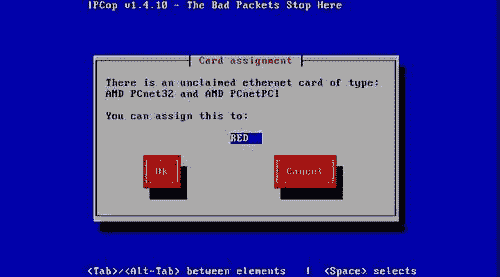 IPCop v1.4.10 - The Bad Packets Stop Here
Card assignment
There is an unclaimed ethernet card of type:
AMD PCnet32 and AMD PCnetPCI
You can assign this to:
RED
Ok
Cancel
<Tab>/<Alt-Tab> between elements | <Space> selects